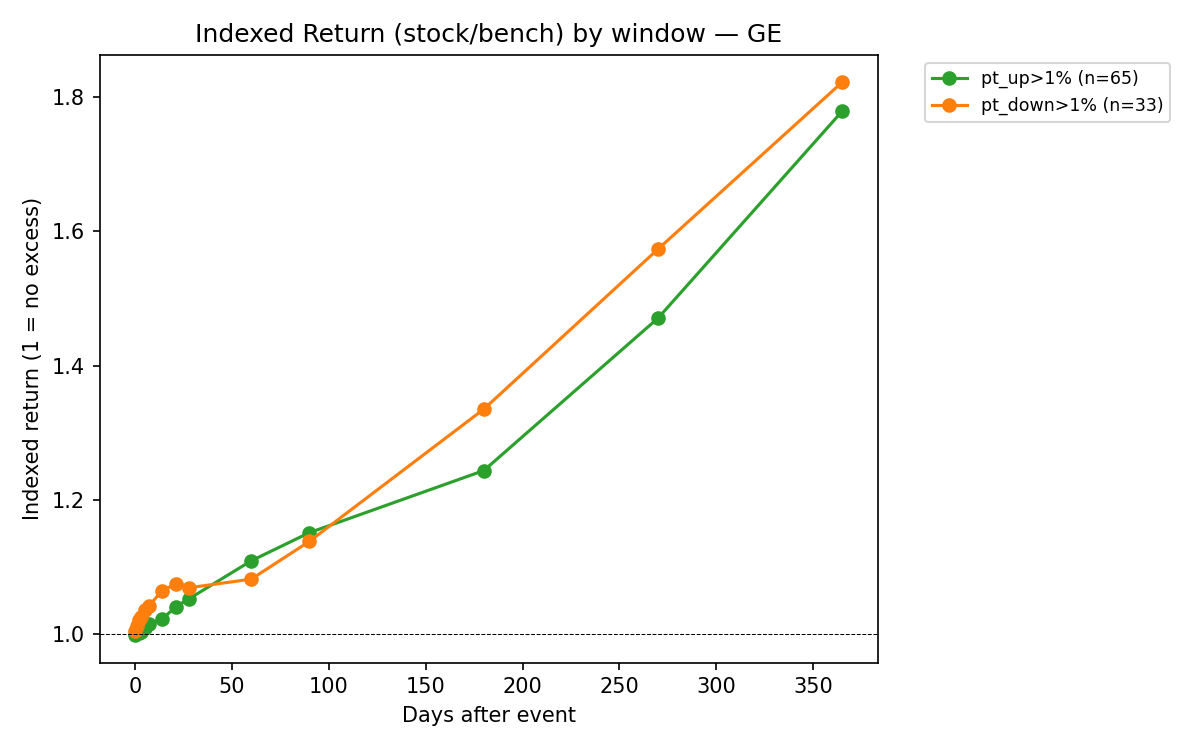 Indexed Return (stock/bench) by window — GE
pt_up>1% (n=65)
pt_down>1% (n=33)
Indexed return (1 = no excess)
1.8
1.6
1.4
1.2
1.0
0 50 100 150 200 250 300 350
Days after event